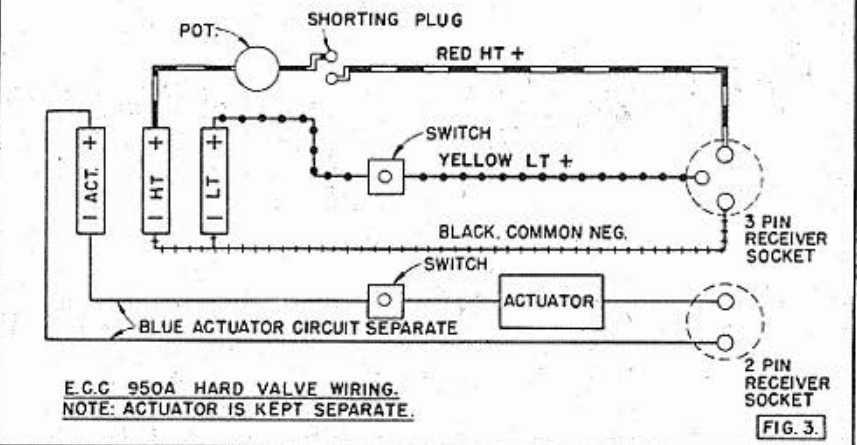 SHORTING PLUG
POT.
RED HT +
SWITCH
YELLOW LT +
+ ACT. -
+ HT -
+ LT -
BLACK, COMMON NEG.
3 PIN
RECEIVER
SOCKET
SWITCH
ACTUATOR
BLUE ACTUATOR CIRCUIT SEPARATE
2 PIN
RECEIVER
SOCKET
E.C.C 950A HARD VALVE WIRING.
NOTE: ACTUATOR IS KEPT SEPARATE.
FIG. 3.